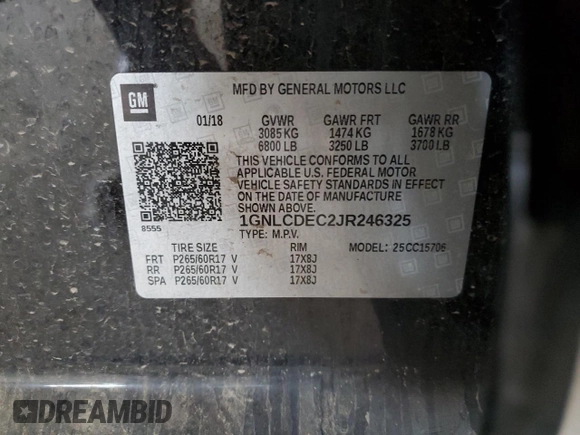 GM
MFD BY GENERAL MOTORS LLC
01/18 GVWR GAWR FRT GAWR RR
3085 KG 1474 KG 1678 KG
6800 LB 3250 LB 3700 LB
THIS VEHICLE CONFORMS TO ALL
APPLICABLE U.S. FEDERAL MOTOR
VEHICLE SAFETY STANDARDS IN EFFECT
ON THE DATE OF MANUFACTURE
SHOWN ABOVE.
1GNLCDEC2JR246325
8555 TYPE: M.P.V.
TIRE SIZE RIM MODEL: 25CC15706
FRT P265/60R17 V 17X8J
RR P265/60R17 V 17X8J
SPA P265/60R17 V 17X8J
DREAMBID